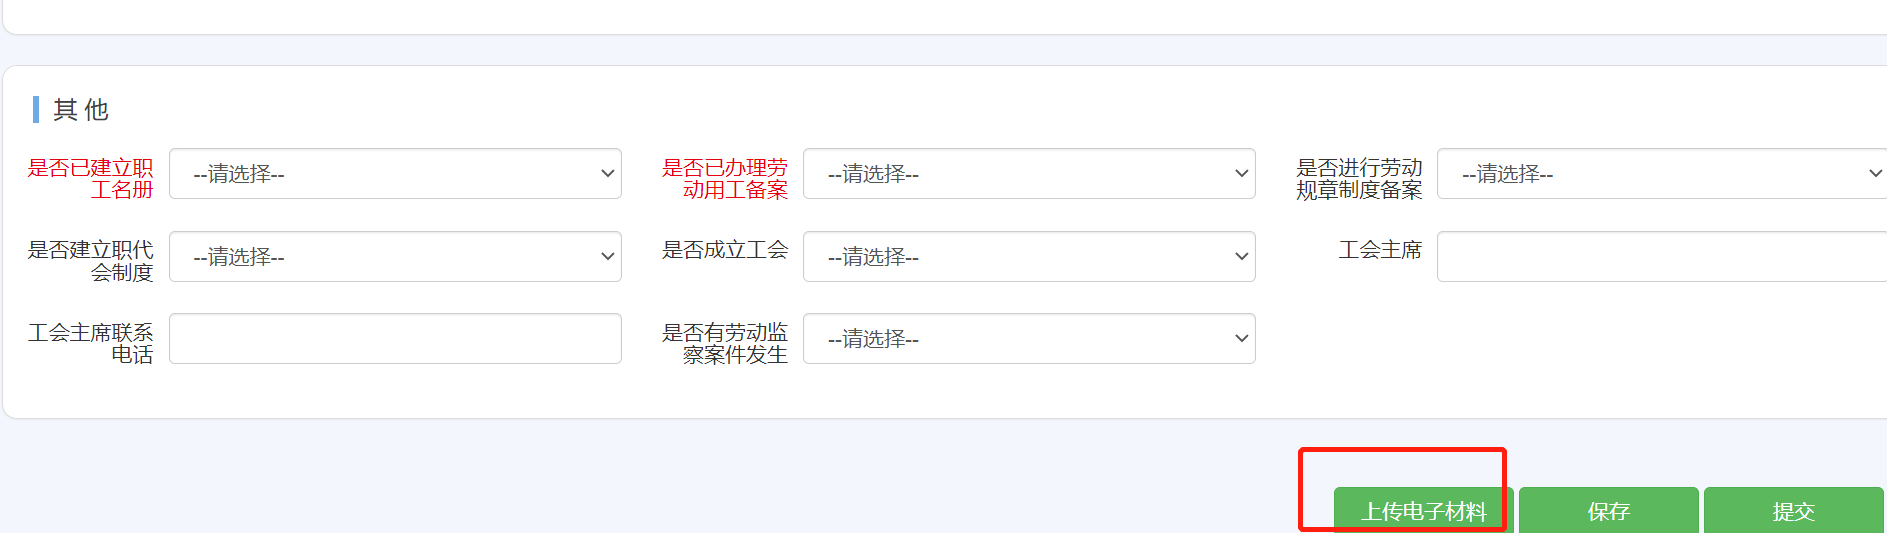 其 他
是否已建立职
工名册
--请选择--
是否已办理劳
动用工备案
--请选择--
是否进行劳动
规章制度备案
--请选择--
是否建立职代
会制度
--请选择--
是否成立工会
--请选择--
工会主席
工会主席联系
电话
是否有劳动监
察案件发生
--请选择--
上传电子材料
保存
提交